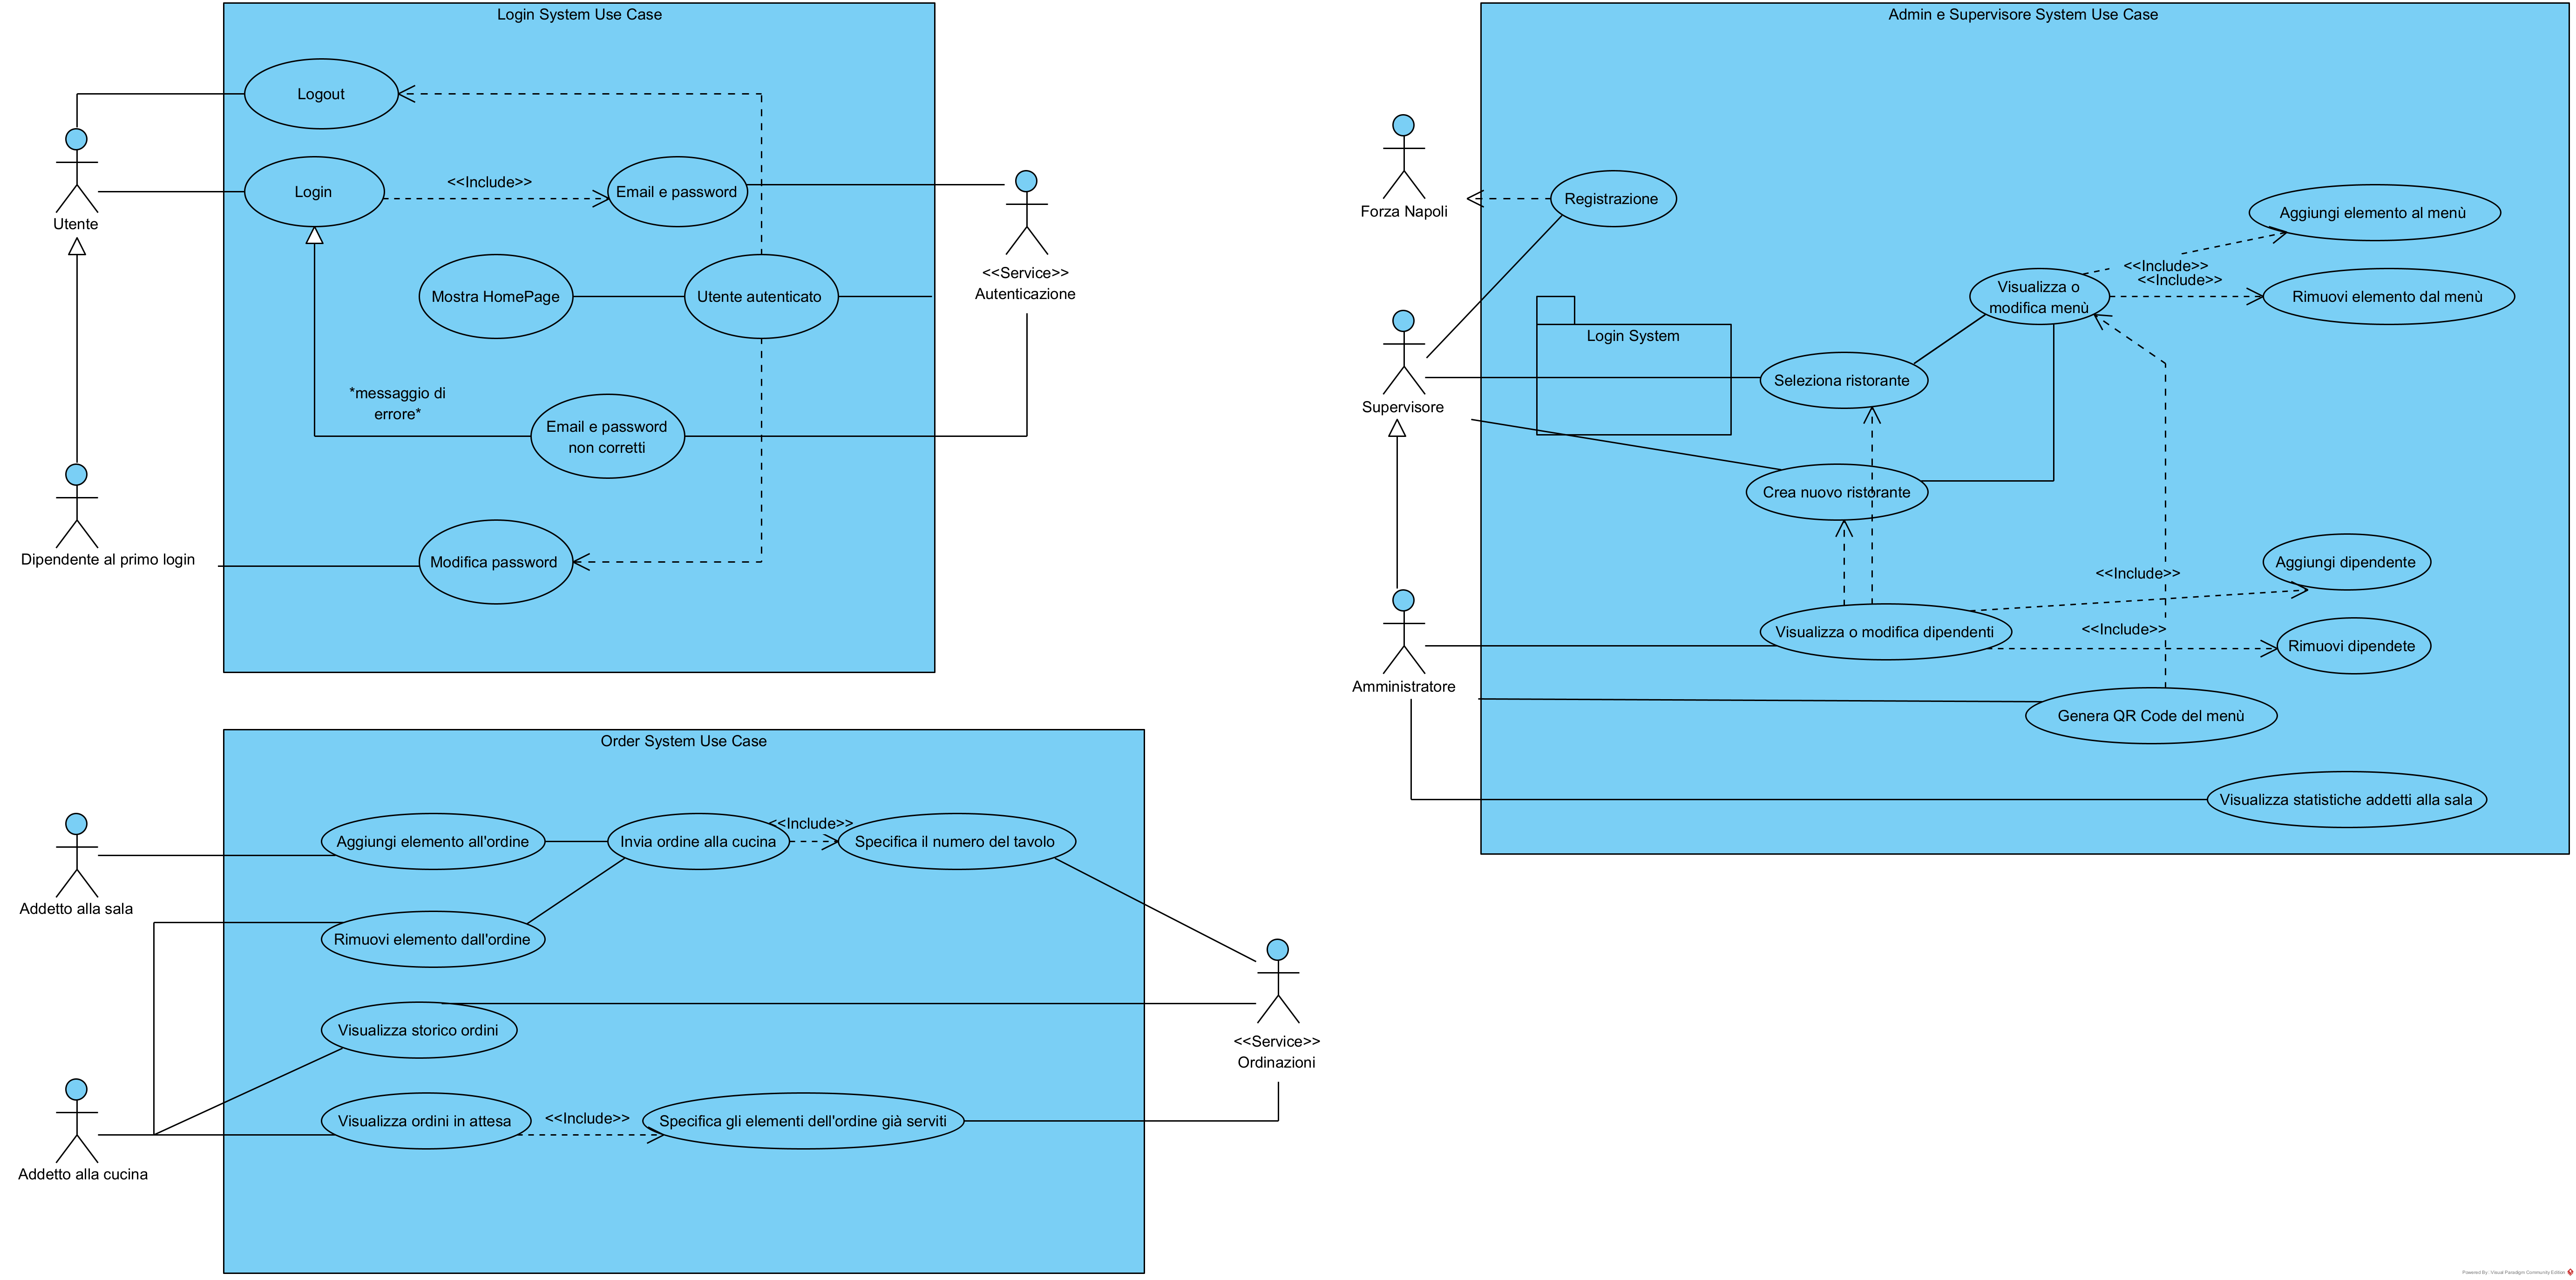 Login System Use Case
Logout
Login
<<Include>>
Email e password
Utente
<<Service>>
Autenticazione
Mostra HomePage
Utente autenticato
*messaggio di
errore*
Email e password
non corretti
Dipendente al primo login
Modifica password
Admin e Supervisore System Use Case
Forza Napoli
Registrazione
Aggiungi elemento al menù
<<Include>>
<<Include>>
Visualizza o
modifica menù
Rimuovi elemento dal menù
Login System
Seleziona ristorante
Supervisore
Crea nuovo ristorante
<<Include>>
Aggiungi dipendente
Visualizza o modifica dipendenti
<<Include>>
Rimuovi dipendete
Amministratore
Genera QR Code del menù
Visualizza statistiche addetti alla sala
Order System Use Case
Aggiungi elemento all'ordine
Invia ordine alla cucina
<<Include>>
Specifica il numero del tavolo
Addetto alla sala
Rimuovi elemento dall'ordine
Visualizza storico ordini
<<Service>>
Ordinazioni
Visualizza ordini in attesa
<<Include>>
Specifica gli elementi dell'ordine già serviti
Addetto alla cucina
Powered By: Visual Paradigm Community Edition